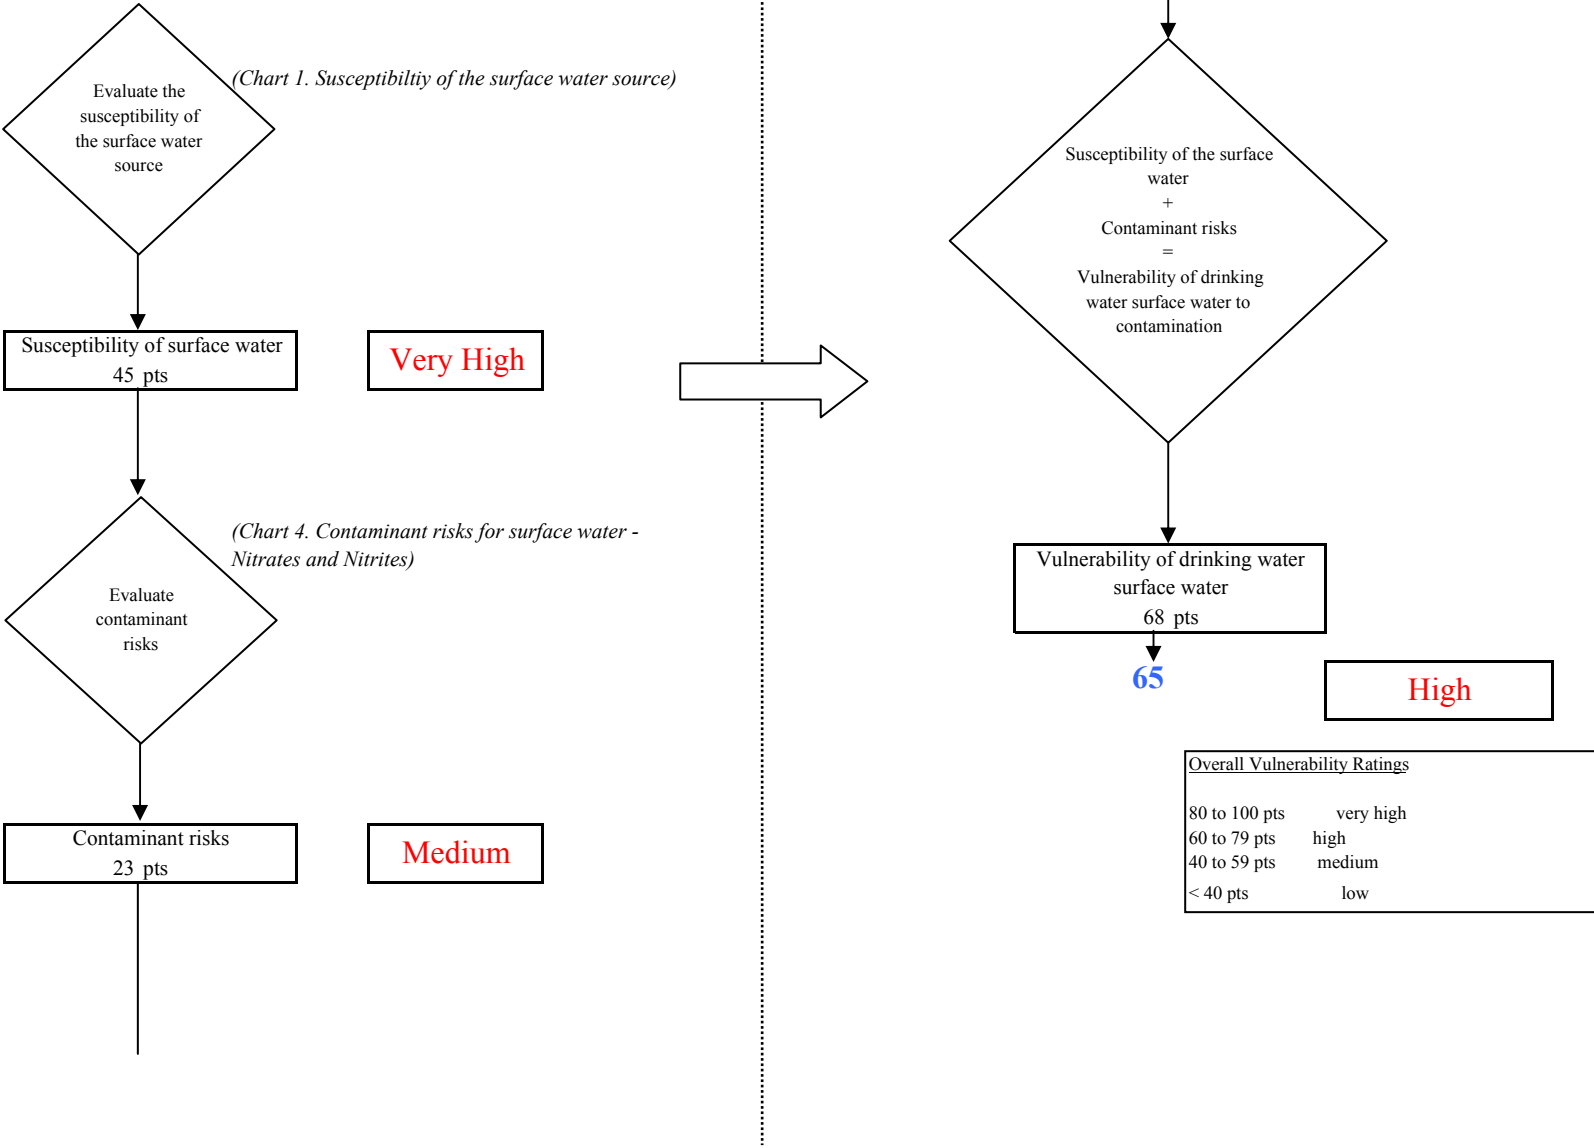 Evaluate the
susceptibility of
the surface water
source
(Chart 1. Susceptibiltiy of the surface water source)
Susceptibility of surface water
45 pts
Very High
(Chart 4. Contaminant risks for surface water -
Nitrates and Nitrites)
Evaluate
contaminant
risks
Contaminant risks
23 pts
Medium
Susceptibility of the surface
water
+
Contaminant risks
=
Vulnerability of drinking
water surface water to
contamination
Vulnerability of drinking water
surface water
68 pts
65
High
Overall Vulnerability Ratings
80 to 100 pts very high
60 to 79 pts high
40 to 59 pts medium
< 40 pts low